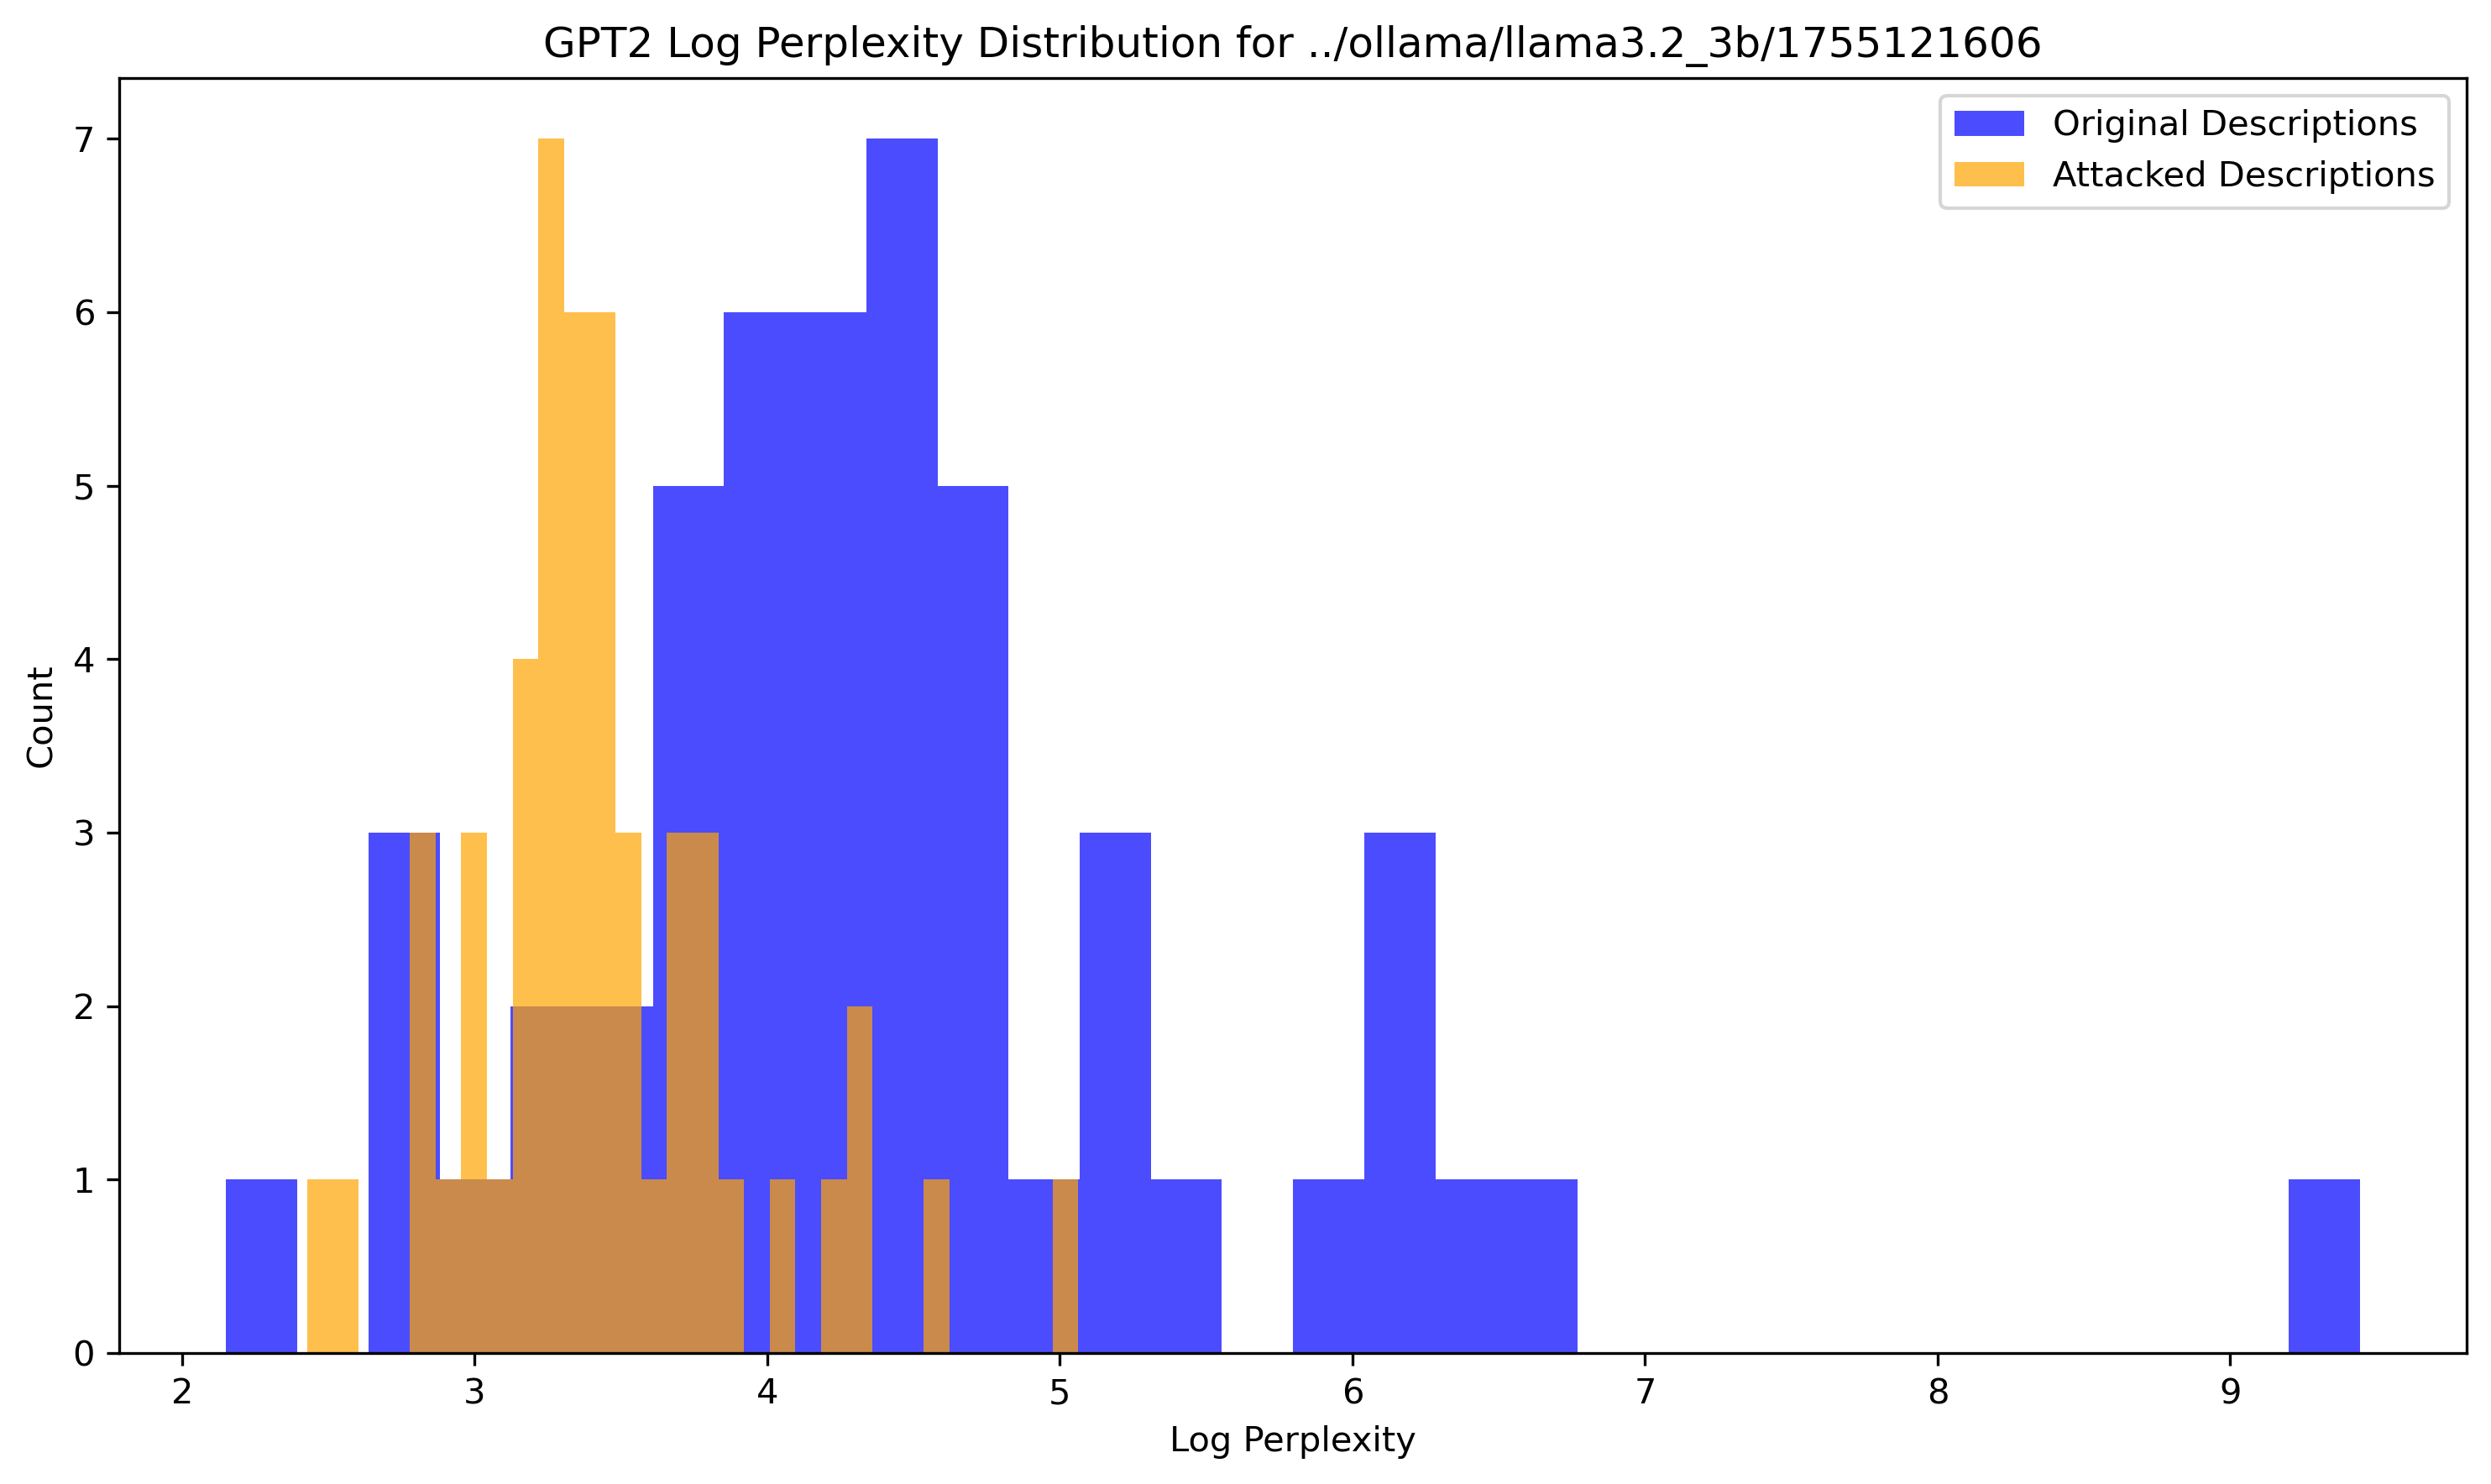 GPT2 Log Perplexity Distribution for ../ollama/llama3.2_3b/1755121606
Original Descriptions
Attacked Descriptions
7
6
5
4
3
2
1
0
Count
2 3 4 5 6 7 8 9
Log Perplexity